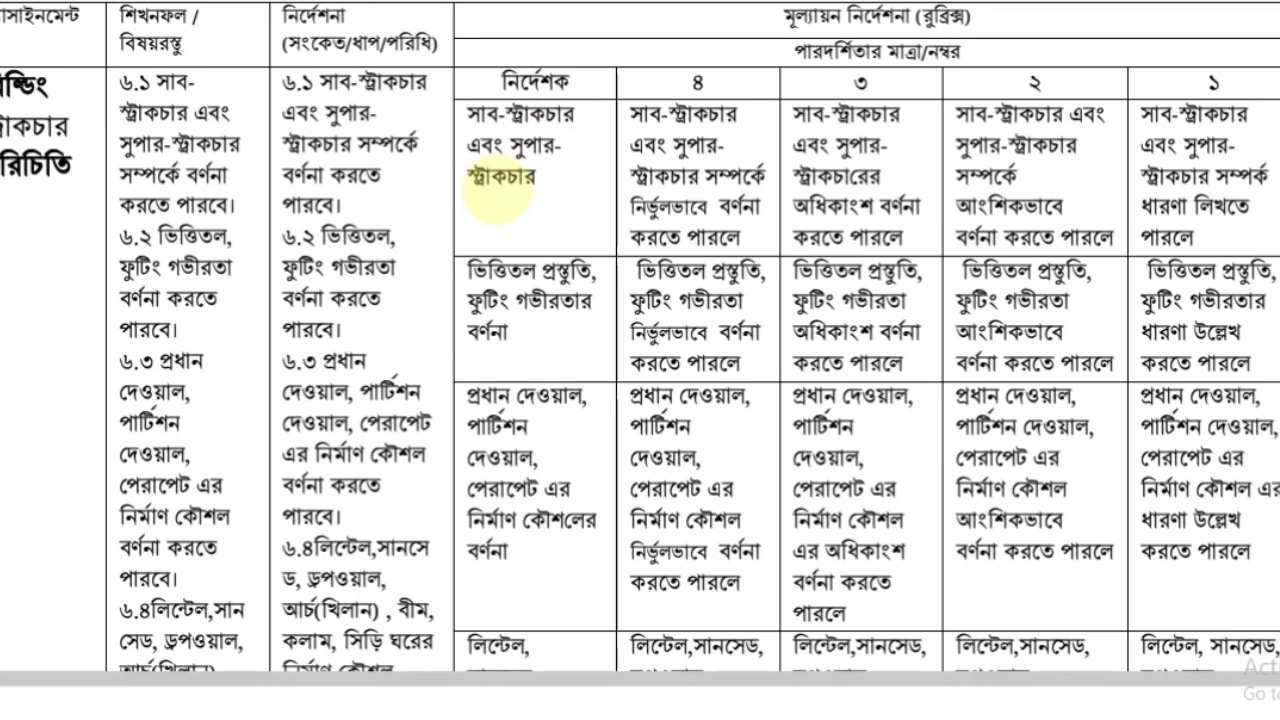 শিখনফল /
বিষয়বস্তু
নির্দেশনা
(সংকেত/ধাপ/পরিধি)
মূল্যায়ন নির্দেশনা (রুব্রিক্স)
পারদর্শিতার মাত্রা/নম্বর
নির্দেশক
৪
৩
২
১
৬.১ সাব-
স্ট্রাকচার এবং
সুপার-স্ট্রাকচার
সম্পর্কে বর্ণনা
করতে পারবে।
৬.২ ভিত্তিতল,
ফুটিং গভীরতা
বর্ণনা করতে
পারবে।
৬.৩ প্রধান
দেওয়াল,
পার্টিশন
দেওয়াল,
পেরাপেট এর
নির্মাণ কৌশল
বর্ণনা করতে
পারবে।
৬.৪লিন্টেল,সান
সেড, ড্রপওয়াল,
৬.১ সাব-স্ট্রাকচার
এবং সুপার-
স্ট্রাকচার সম্পর্কে
বর্ণনা করতে
পারবে।
৬.২ ভিত্তিতল,
ফুটিং গভীরতা
বর্ণনা করতে
পারবে।
৬.৩ প্রধান
দেওয়াল, পার্টিশন
দেওয়াল, পেরাপেট
এর নির্মাণ কৌশল
বর্ণনা করতে
পারবে।
৬.৪লিন্টেল,সানসে
ড, ড্রপওয়াল,
আর্চ(খিলান) , বীম,
কলাম, সিড়ি ঘরের
নির্মাণ কৌশল
সাব-স্ট্রাকচার
এবং সুপার-
স্ট্রাকচার
সাব-স্ট্রাকচার
এবং সুপার-
স্ট্রাকচার সম্পর্কে
নির্ভুলভাবে বর্ণনা
করতে পারলে
সাব-স্ট্রাকচার
এবং সুপার-
স্ট্রাকচারের
অধিকাংশ বর্ণনা
করতে পারলে
সাব-স্ট্রাকচার এবং
সুপার-স্ট্রাকচার
সম্পর্কে
আংশিকভাবে
বর্ণনা করতে পারলে
সাব-স্ট্রাকচার
এবং সুপার-
স্ট্রাকচার সম্পর্ক
ধারণা লিখতে
পারলে
ভিত্তিতল প্রস্তুতি,
ফুটিং গভীরতার
বর্ণনা
ভিত্তিতল প্রস্তুতি,
ফুটিং গভীরতা
নির্ভুলভাবে বর্ণনা
করতে পারলে
ভিত্তিতল প্রস্তুতি,
ফুটিং গভীরতা
অধিকাংশ বর্ণনা
করতে পারলে
ভিত্তিতল প্রস্তুতি,
ফুটিং গভীরতা
আংশিকভাবে
বর্ণনা করতে পারলে
ভিত্তিতল প্রস্তুতি,
ফুটিং গভীরতার
ধারণা উল্লেখ
করতে পারলে
প্রধান দেওয়াল,
পার্টিশন
দেওয়াল,
পেরাপেট এর
নির্মাণ কৌশলের
বর্ণনা
প্রধান দেওয়াল,
পার্টিশন
দেওয়াল,
পেরাপেট এর
নির্মাণ কৌশল
নির্ভুলভাবে বর্ণনা
করতে পারলে
প্রধান দেওয়াল,
পার্টিশন
দেওয়াল,
পেরাপেট এর
নির্মাণ কৌশল
এর অধিকাংশ
বর্ণনা করতে
পারলে
প্রধান দেওয়াল,
পার্টিশন দেওয়াল,
পেরাপেট এর
নির্মাণ কৌশল
আংশিকভাবে
বর্ণনা করতে পারলে
প্রধান দেওয়াল,
পার্টিশন দেওয়াল,
পেরাপেট এর
নির্মাণ কৌশল এর
ধারণা উল্লেখ
করতে পারলে
লিন্টেল,
লিন্টেল,সানসেড,
লিন্টেল,সানসেড,
লিন্টেল,সানসেড,
লিন্টেল, সানসেড,
Go to